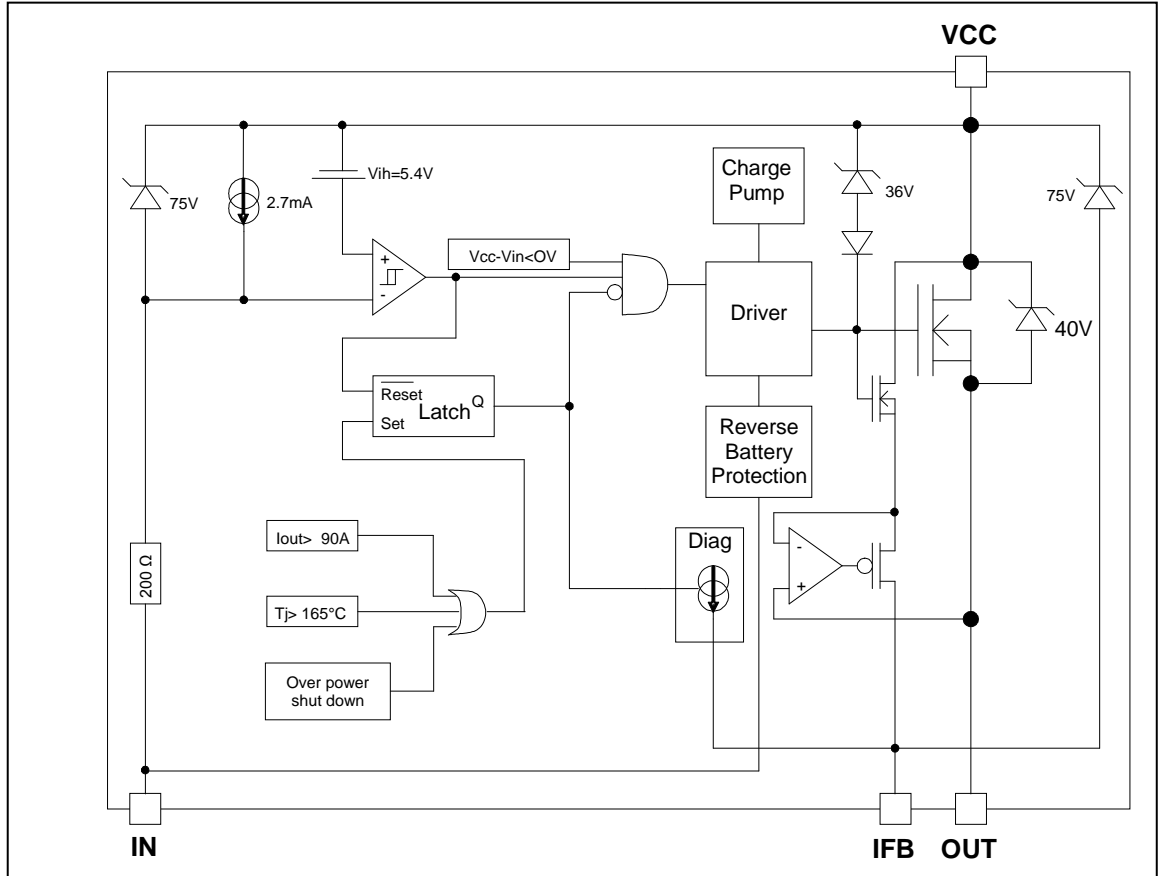 VCC
75V
2.7mA
Vih=5.4V
Charge
Pump
36V
75V
+
-
Vcc-Vin<OV
Driver
40V
Reset
Set
Latch
Q
Reverse
Battery
Protection
200 Ω
Iout> 90A
Tj> 165°C
Over power
shut down
Diag
-
+
IN
IFB
OUT